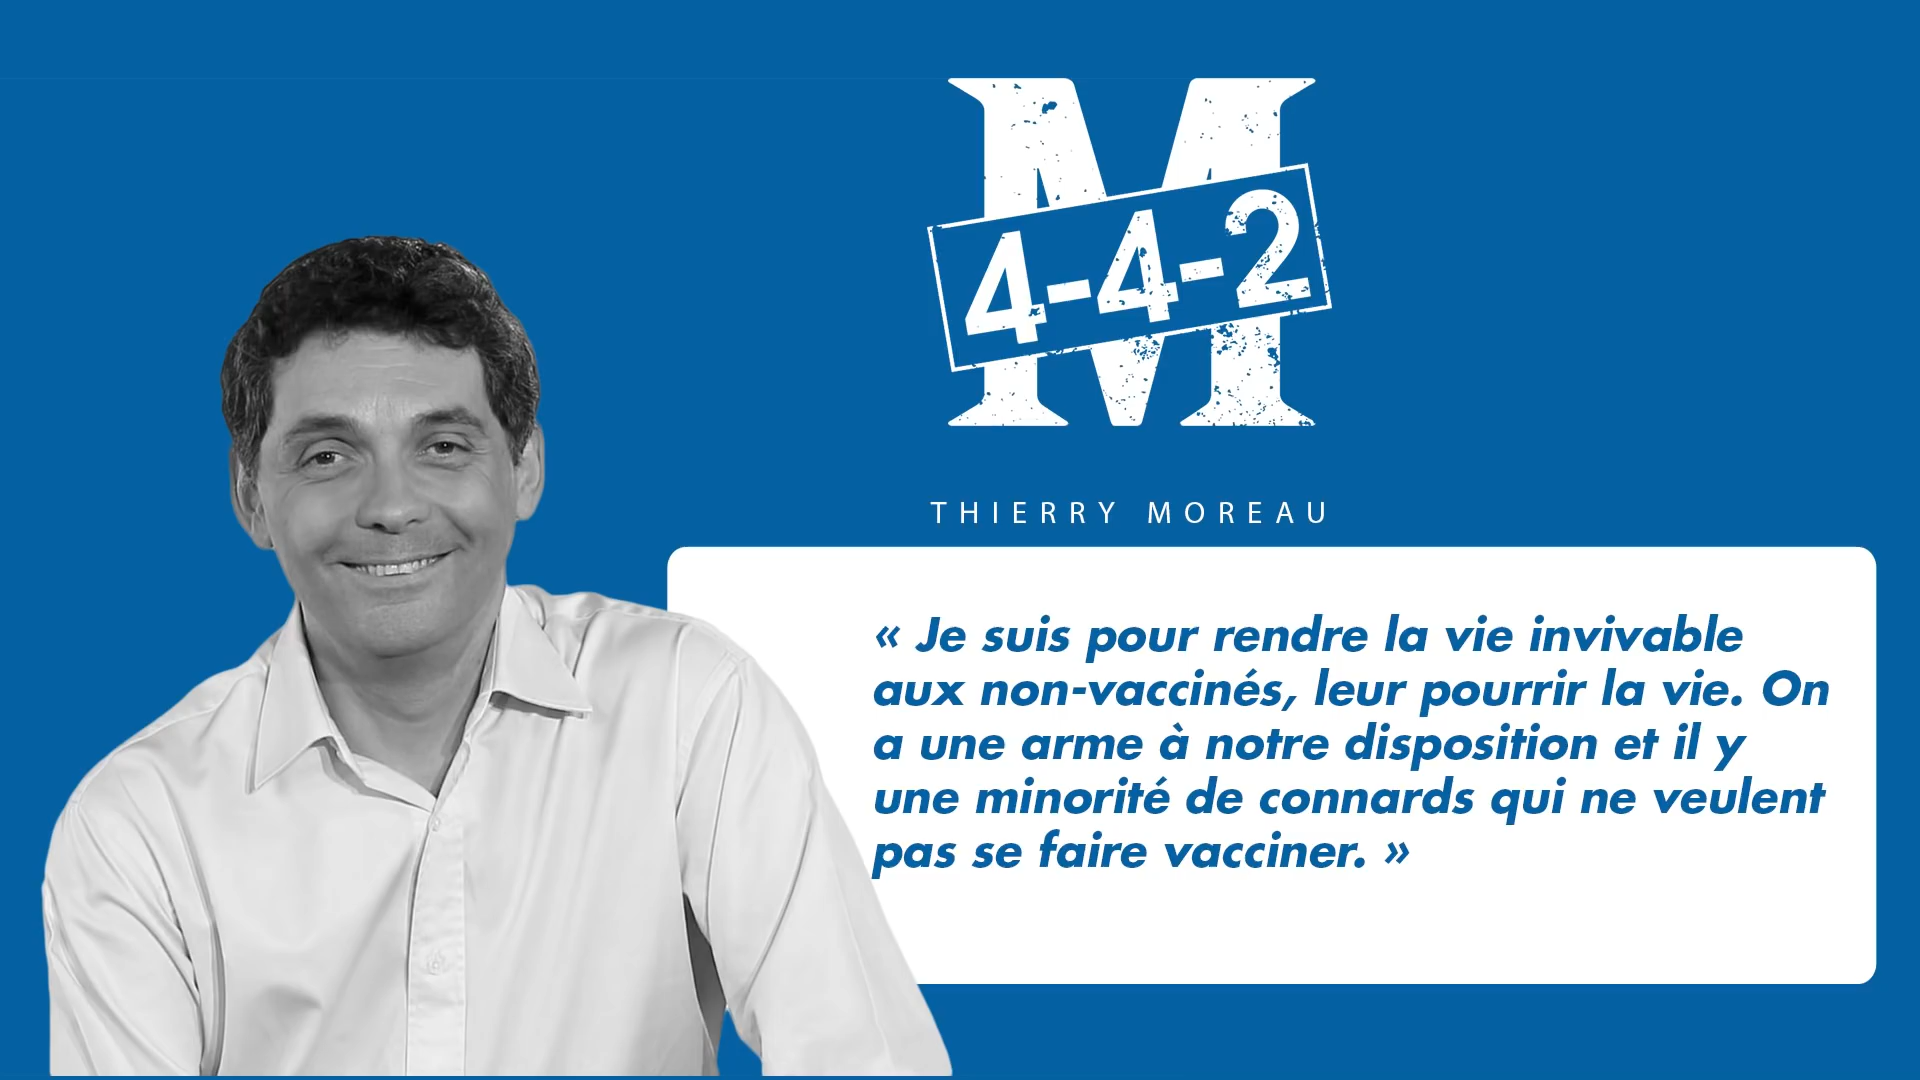 M
4-4-2
THIERRY MOREAU
« Je suis pour rendre la vie invivable
aux non-vaccinés, leur pourrir la vie. On
a une arme à notre disposition et il y
une minorité de connards qui ne veulent
pas se faire vacciner. »